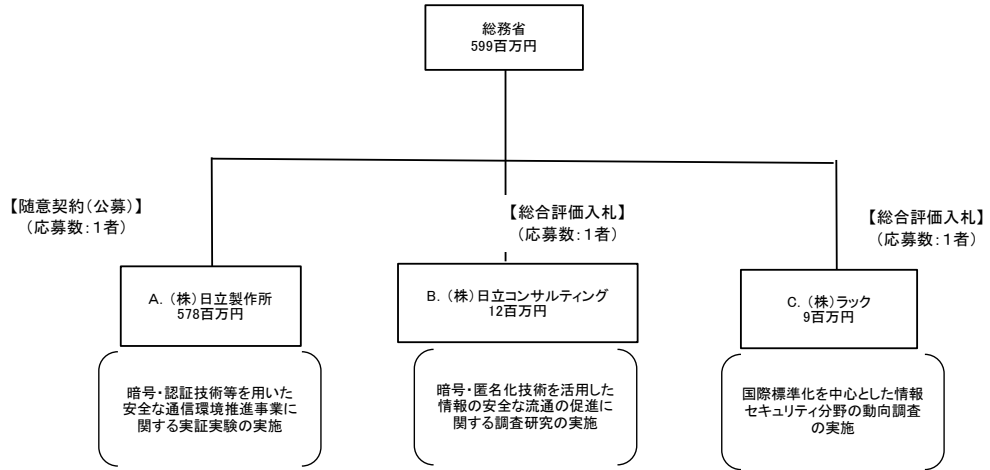 総務省
599百万円
【随意契約(公募)】
(応募数:1者)
【総合評価入札】
(応募数:1者)
【総合評価入札】
(応募数:1者)
A. (株)日立製作所
578百万円
B. (株)日立コンサルティング
12百万円
C. (株)ラック
9百万円
暗号・認証技術等を用いた
安全な通信環境推進事業に
関する実証実験の実施
暗号・匿名化技術を活用した
情報の安全な流通の促進に
関する調査研究の実施
国際標準化を中心とした情報
セキュリティ分野の動向調査
の実施